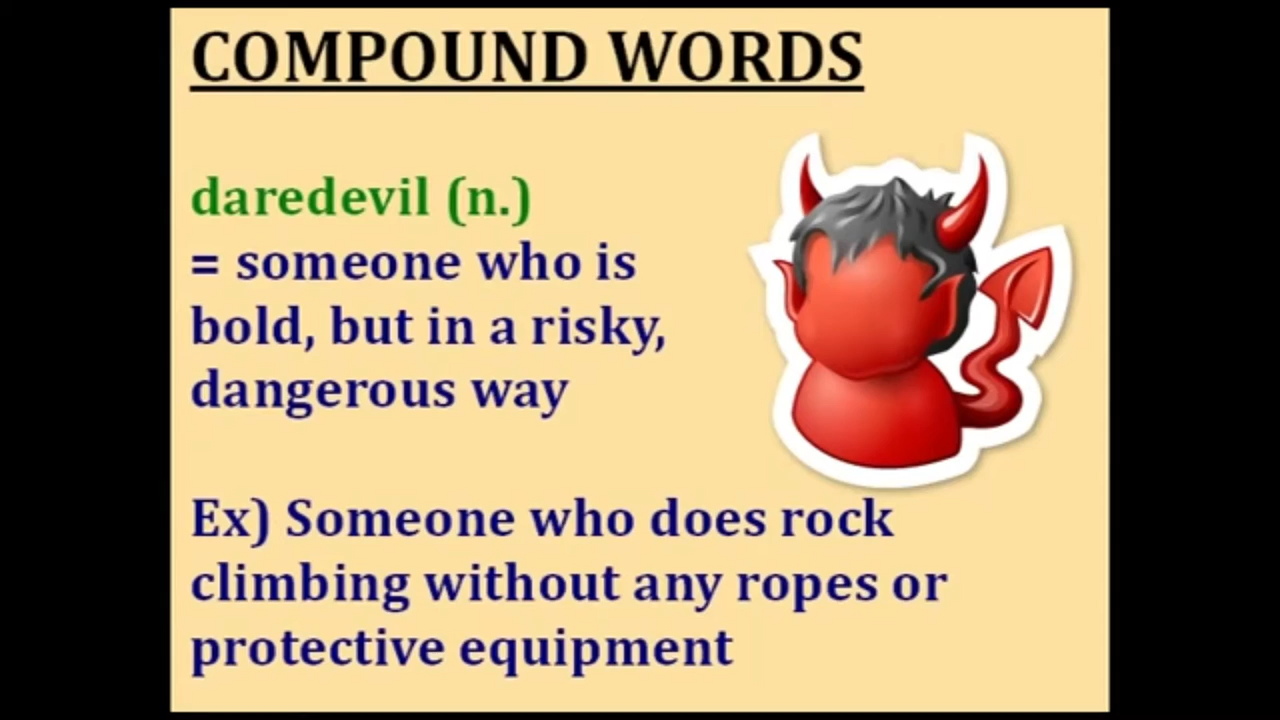 COMPOUND WORDS
daredevil (n.)
= someone who is
bold, but in a risky,
dangerous way
Ex) Someone who does rock
climbing without any ropes or
protective equipment